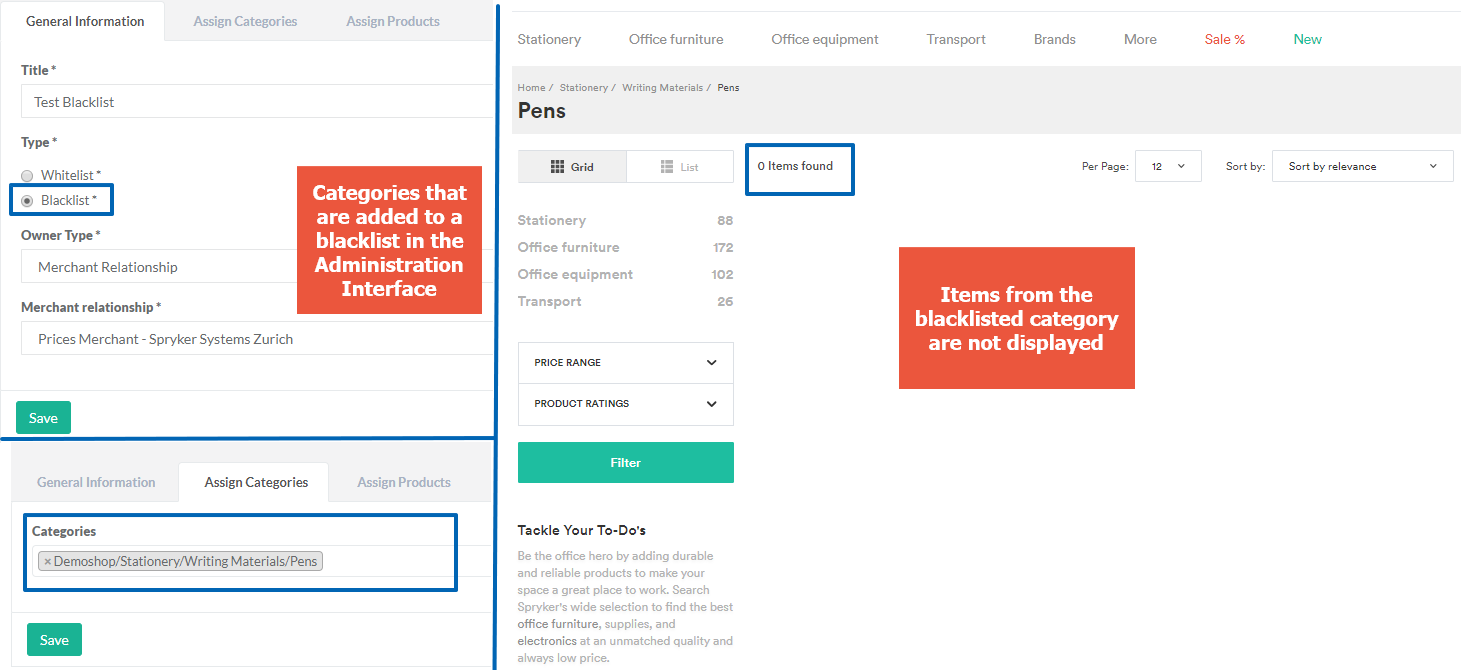 General Information
Assign Categories
Assign Products
Title *
Test Blacklist
Type *
Whitelist *
Blacklist *
Owner Type *
Merchant Relationship
Merchant relationship *
Prices Merchant - Spryker Systems Zurich
Save
Categories that
are added to a
blacklist in the
Administration
Interface
General Information
Assign Categories
Assign Products
Categories
× Demoshop/Stationery/Writing Materials/Pens
Save
Stationery
Office furniture
Office equipment
Transport
Brands
More
Sale %
New
Home / Stationery / Writing Materials / Pens
Pens
Grid
List
0 Items found
Per Page:
12
Sort by:
Sort by relevance
Stationery 88
Office furniture 172
Office equipment 102
Transport 26
PRICE RANGE
PRODUCT RATINGS
Filter
Items from the
blacklisted category
are not displayed
Tackle Your To-Do's
Be the office hero by adding durable
and reliable products to make your
space a great place to work. Search
Spryker's wide selection to find the best
office furniture, supplies, and
electronics at an unmatched quality and
always low price.